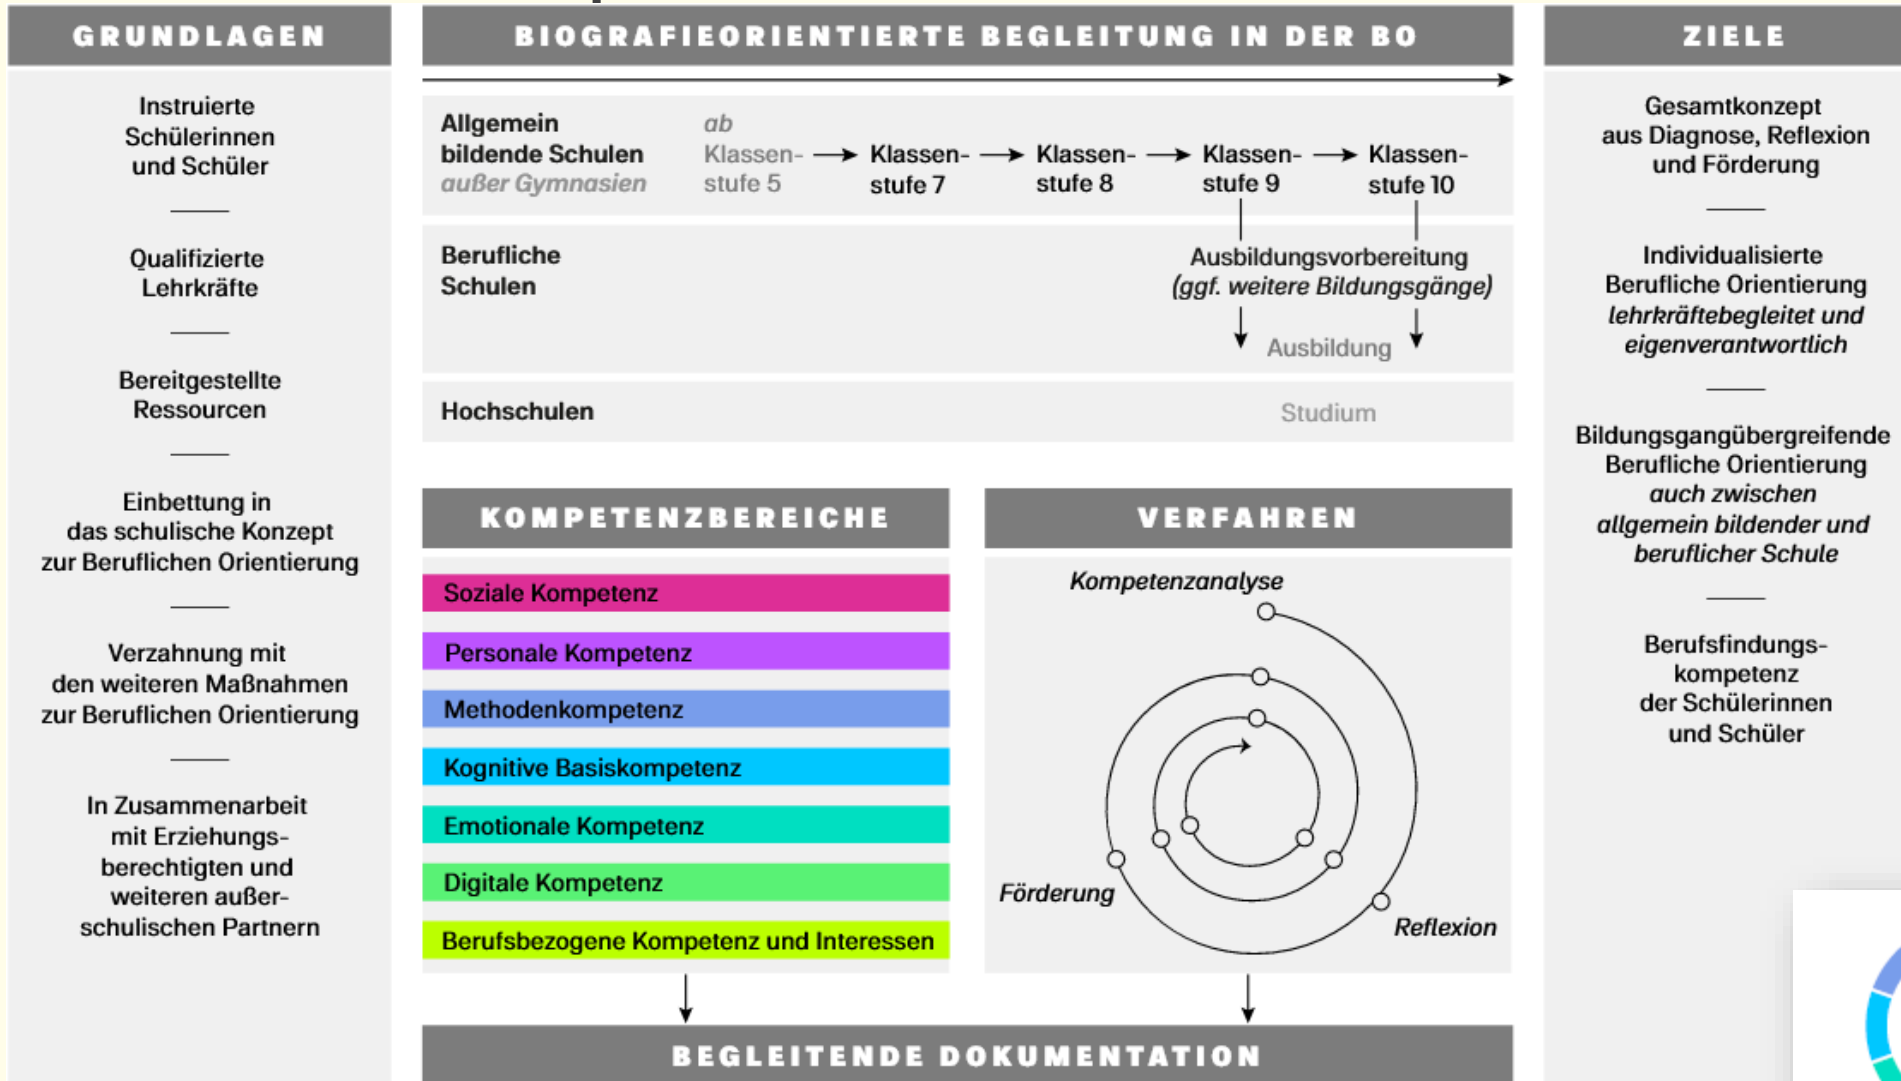 GRUNDLAGEN
Instruierte
Schülerinnen
und Schüler
Qualifizierte
Lehrkräfte
Bereitgestellte
Ressourcen
Einbettung in
das schulische Konzept
zur Beruflichen Orientierung
Verzahnung mit
den weiteren Maßnahmen
zur Beruflichen Orientierung
In Zusammenarbeit
mit Erziehungs-
berechtigten und
weiteren außer-
schulischen Partnern
BIOGRAFIEORIENTIERTE BEGLEITUNG IN DER BO
Allgemein
bildende Schulen
außer Gymnasien
ab
Klassen-
stufe 5
Klassen-
stufe 7
Klassen-
stufe 8
Klassen-
stufe 9
Klassen-
stufe 10
Berufliche
Schulen
Ausbildungsvorbereitung
(ggf. weitere Bildungsgänge)
Ausbildung
Hochschulen
Studium
KOMPETENZBEREICHE
Soziale Kompetenz
Personale Kompetenz
Methodenkompetenz
Kognitive Basiskompetenz
Emotionale Kompetenz
Digitale Kompetenz
Berufsbezogene Kompetenz und Interessen
VERFAHREN
Kompetenzanalyse
Förderung
Reflexion
BEGLEITENDE DOKUMENTATION
ZIELE
Gesamtkonzept
aus Diagnose, Reflexion
und Förderung
Individualisierte
Berufliche Orientierung
lehrkräftebegleitet und
eigenverantwortlich
Bildungsgangübergreifende
Berufliche Orientierung
auch zwischen
allgemein bildender und
beruflicher Schule
Berufsfindungs-
kompetenz
der Schülerinnen
und Schüler